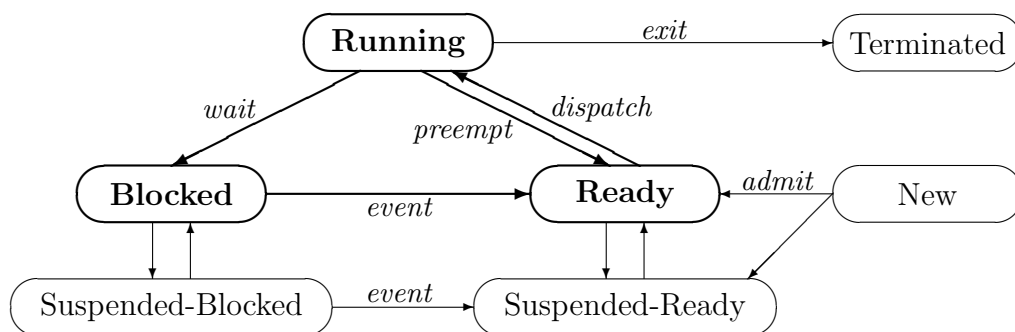 Running
exit
Terminated
wait
preempt
dispatch
Blocked
event
Ready
admit
New
Suspended-Blocked
event
Suspended-Ready